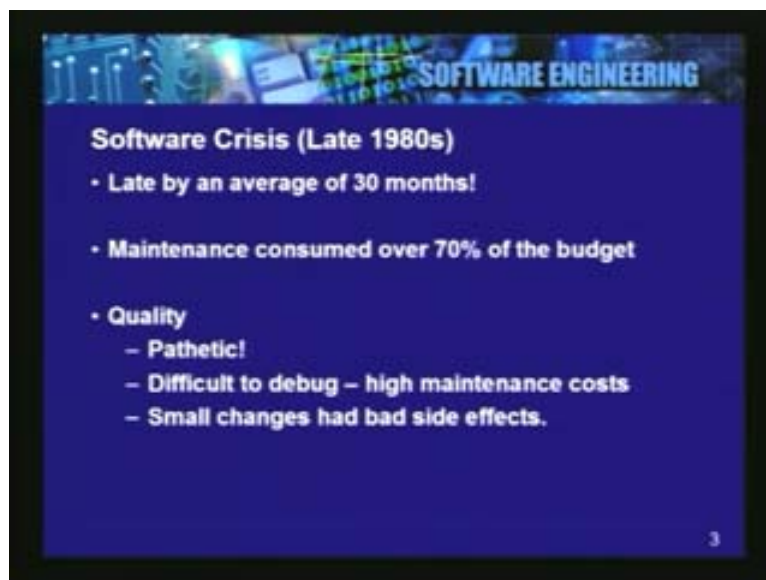 SOFTWARE ENGINEERING
Software Crisis (Late 1980s)
• Late by an average of 30 months!
• Maintenance consumed over 70% of the budget
• Quality
– Pathetic!
– Difficult to debug – high maintenance costs
– Small changes had bad side effects.
3